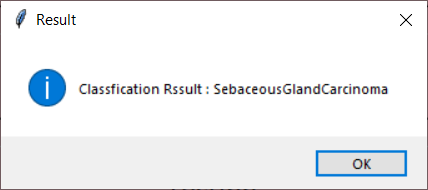 Result
Classfication Rssult : SebaceousGlandCarcinoma
OK